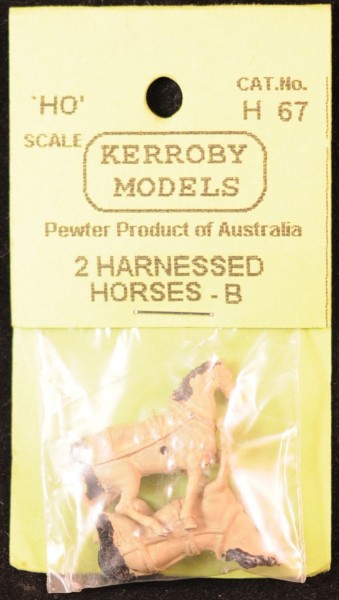 'HO'
SCALE
CAT.No.
H 67
KERROBY
MODELS
Pewter Product of Australia
2 HARNESSED
HORSES - B